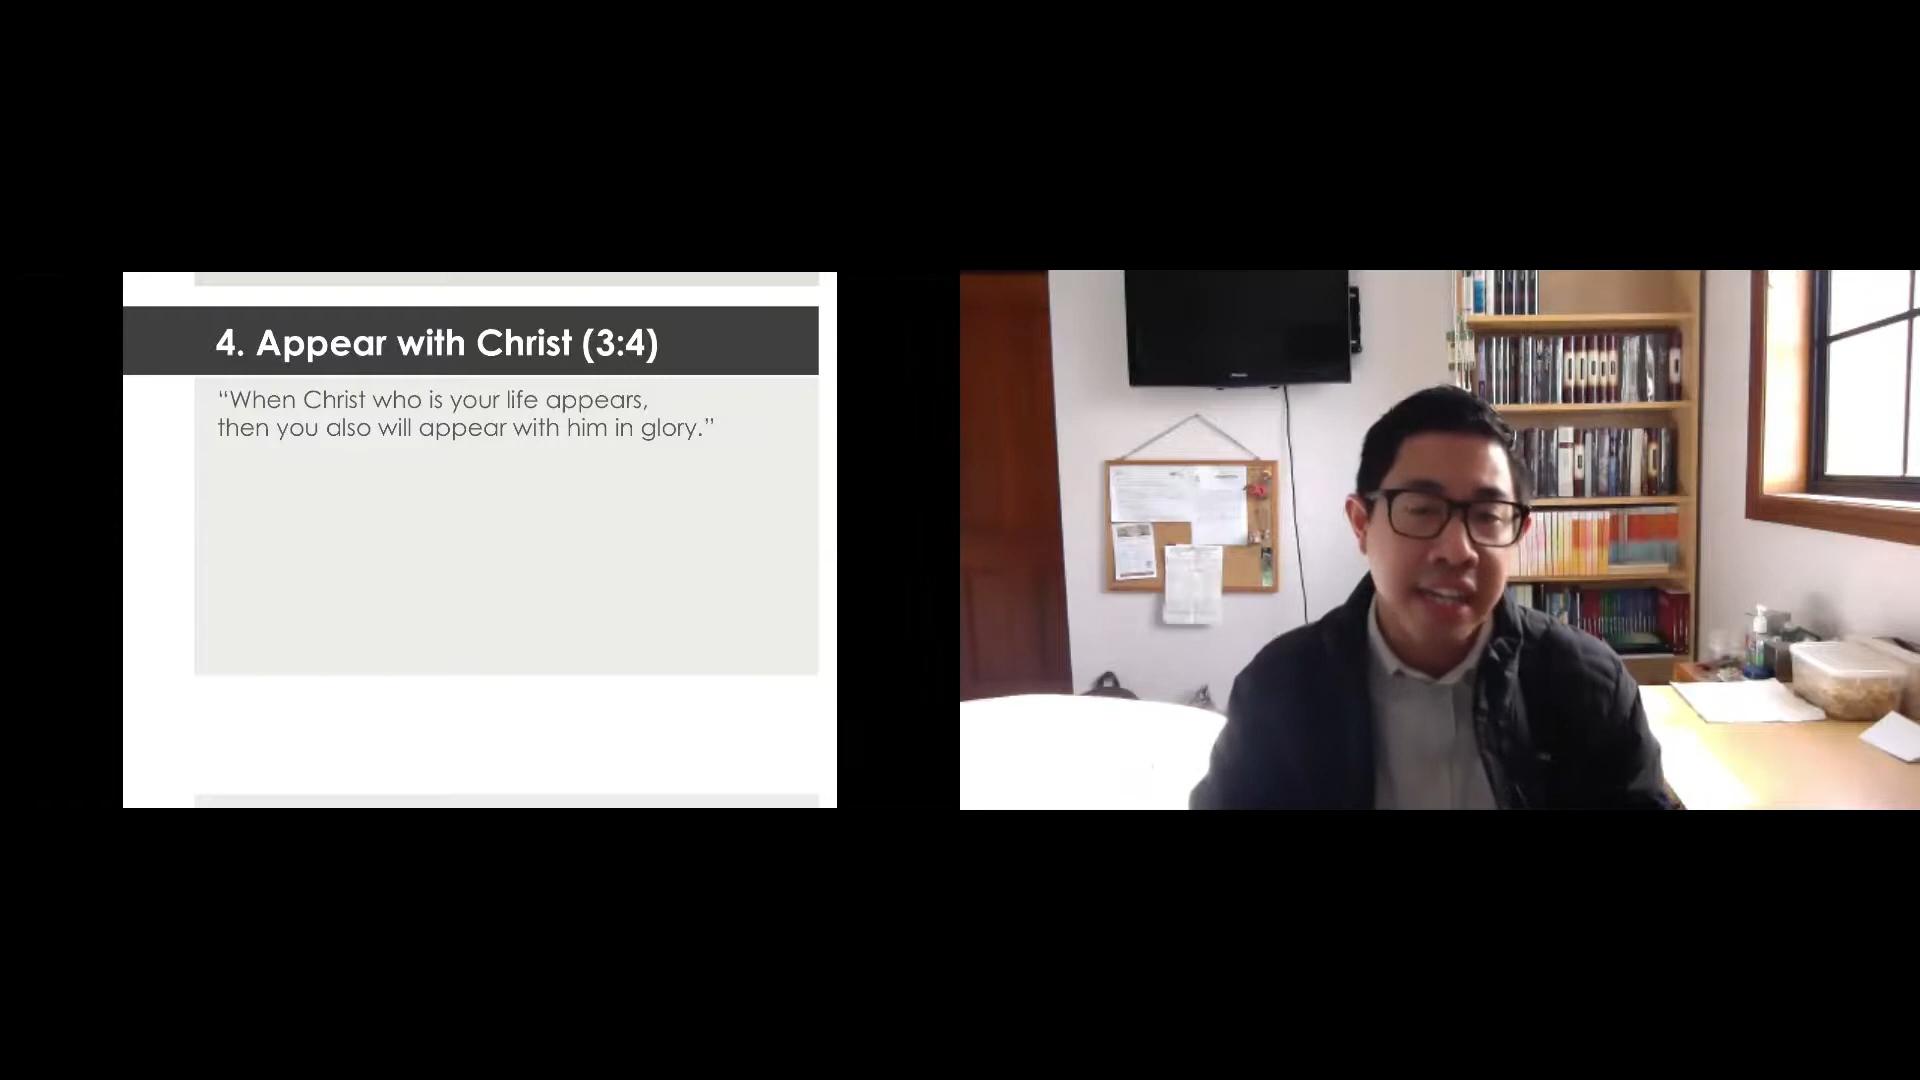 4. Appear with Christ (3:4)
“When Christ who is your life appears,
then you also will appear with him in glory.”